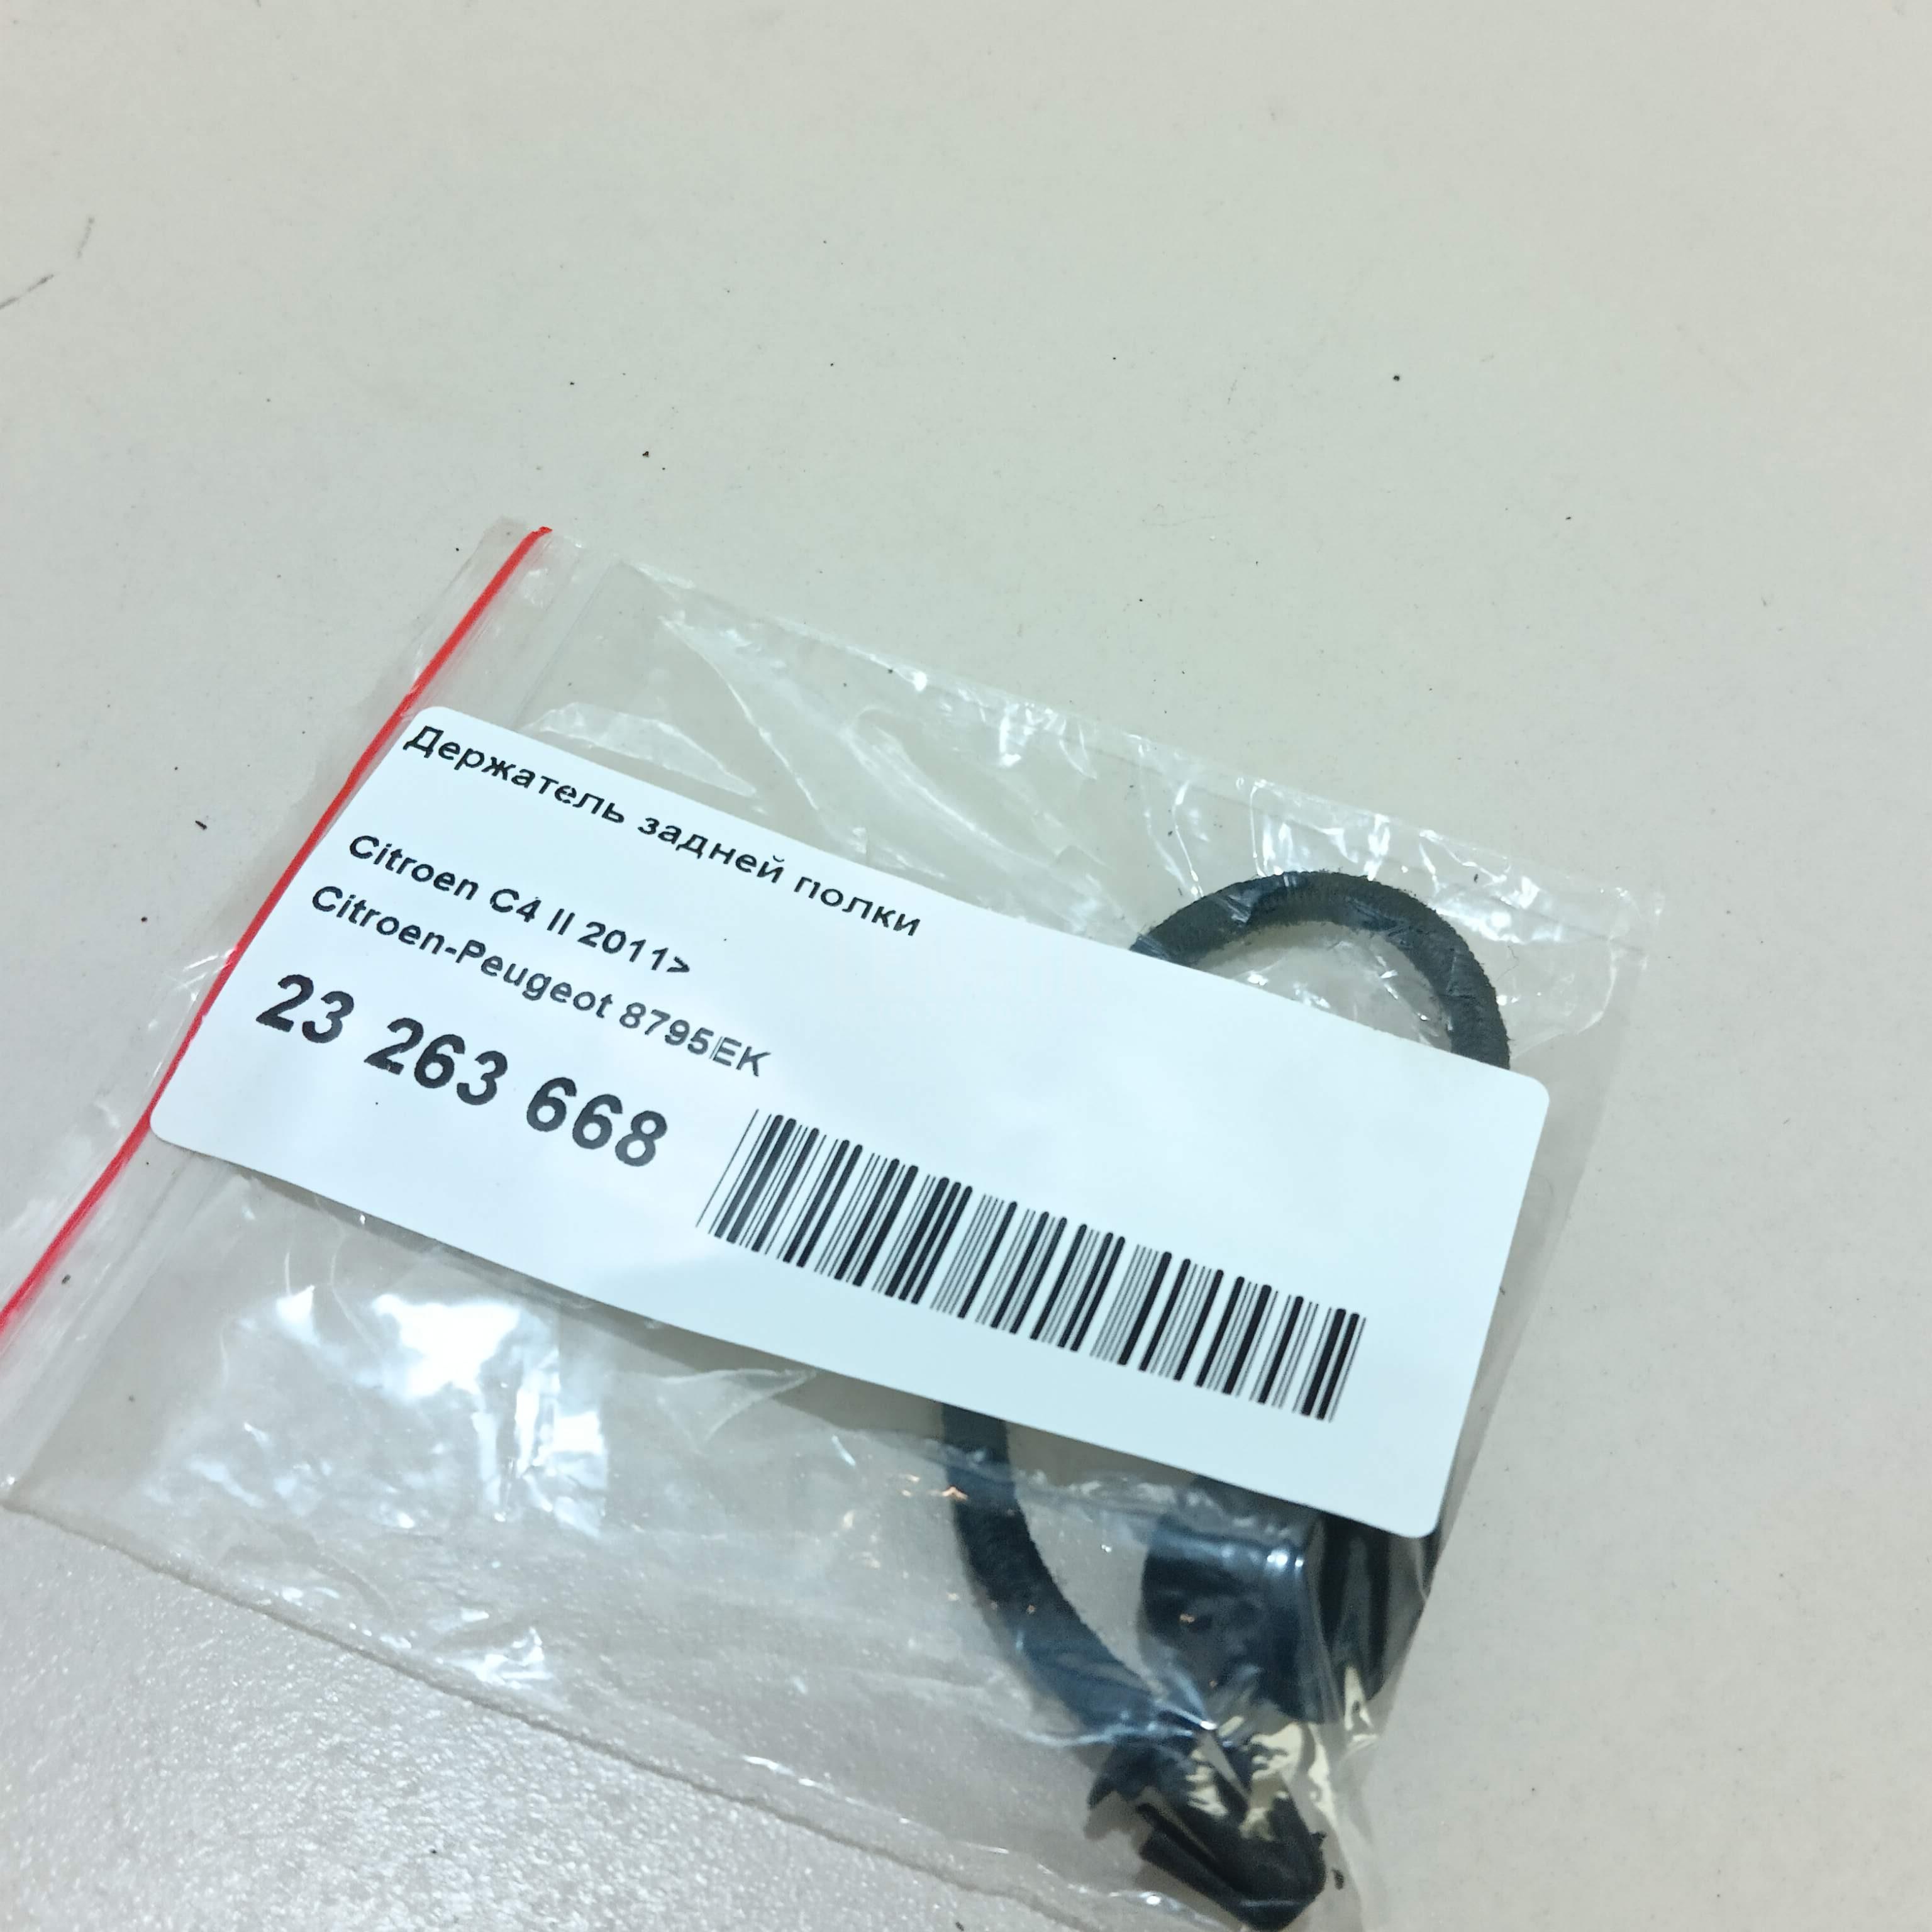 Держатель задней полки
Citroen C4 II 2011>
Citroen-Peugeot 8795EK
23 263 668